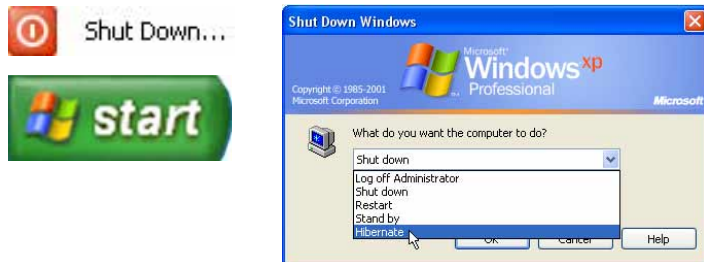 Shut Down...
start
Shut Down Windows
Microsoft®
Windows xp
Professional
Copyright © 1985-2001
Microsoft Corporation
Microsoft
What do you want the computer to do?
Shut down
Log off Administrator
Shut down
Restart
Stand by
Hibernate
OK
Cancel
Help